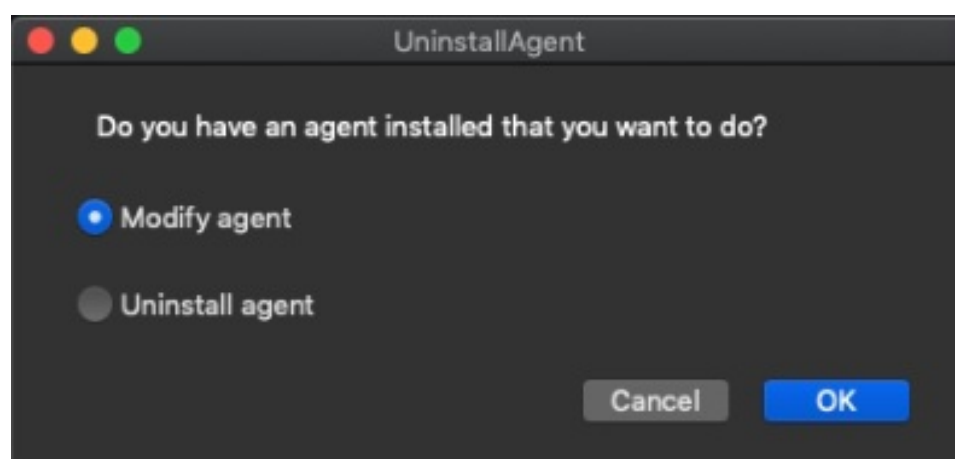 UninstallAgent
Do you have an agent installed that you want to do?
Modify agent
Uninstall agent
Cancel OK